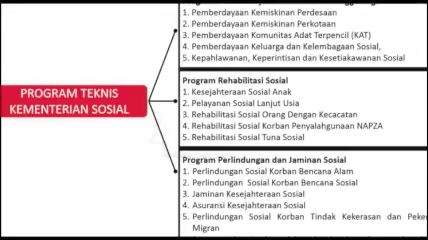 1. Pemberdayaan Kemiskinan Perdesaan
2. Pemberdayaan Kemiskinan Perkotaan
3. Pemberdayaan Komunitas Adat Terpencil (KAT)
4. Pemberdayaan Keluarga dan Kelembagaan Sosial,
5. Kepahlawanan, Keperintisan dan Kesetiakawanan Sosial
PROGRAM TEKNIS
KEMENTERIAN SOSIAL
Program Rehabilitasi Sosial
1. Kesejahteraan Sosial Anak
2. Pelayanan Sosial Lanjut Usia
3. Rehabilitasi Sosial Orang Dengan Kecacatan
4. Rehabilitasi Sosial Korban Penyalahgunaan NAPZA
5. Rehabilitasi Sosial Tuna Sosial
Program Perlindungan dan Jaminan Sosial
1. Perlindungan Sosial Korban Bencana Alam
2. Perlindungan Sosial Korban Bencana Sosial
3. Jaminan Kesejahteraan Sosial
4. Asuransi Kesejahteraan Sosial
5. Perlindungan Sosial Korban Tindak Kekerasan dan Peke
Migran